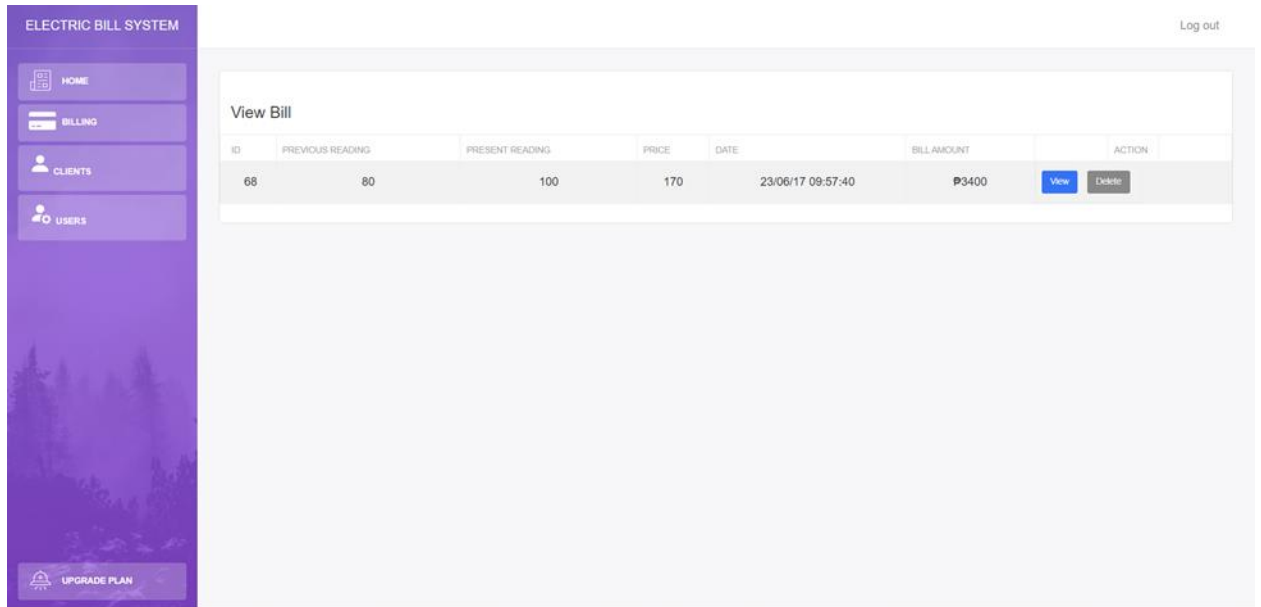 ELECTRIC BILL SYSTEM
Log out
HOME
BILLING
CLIENTS
USERS
UPGRADE PLAN
View Bill
ID PREVIOUS READING PRESENT READING PRICE DATE BILL AMOUNT ACTION
68 80 100 170 23/06/17 09:57:40 ₱3400 View Delete